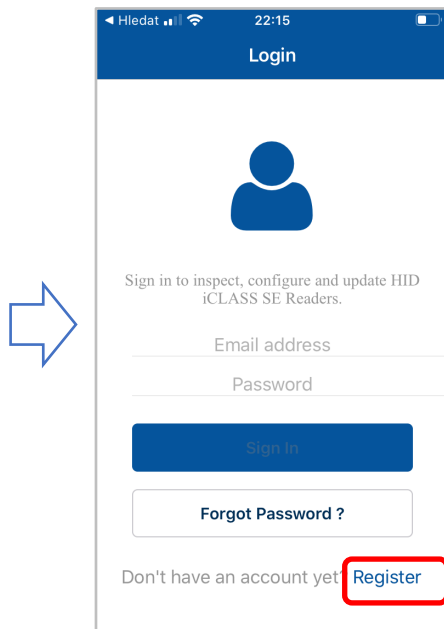 ◀ Hledat 22:15
Login
Sign in to inspect, configure and update HID
iCLASS SE Readers.
Email address
Password
Sign In
Forgot Password ?
Don't have an account yet? Register